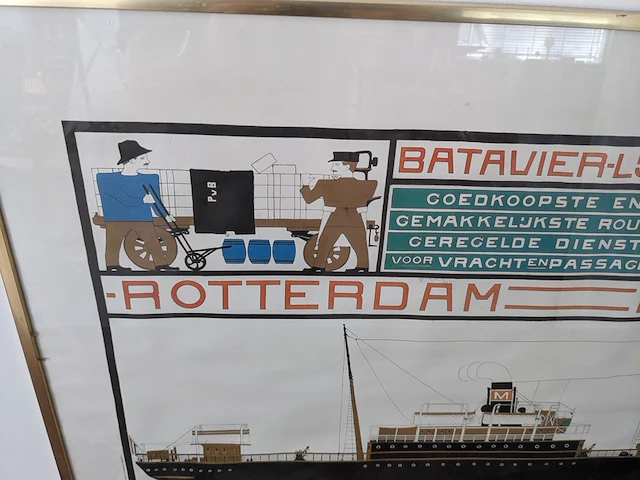 BATAVIER-L
GOEDKOOPSTE EN
GEMAKKELIJKSTE ROU
GEREGELDE DIENST
VOOR VRACHT EN PASSAG
PvB
-ROTTERDAM
M